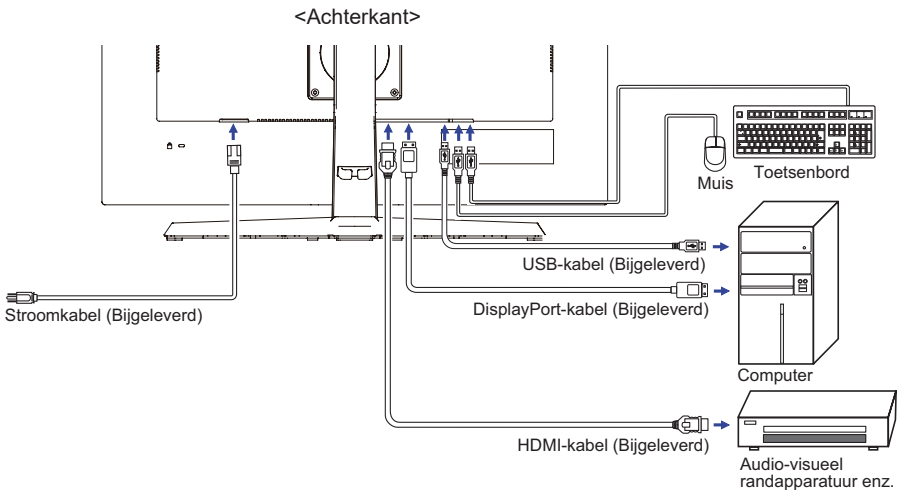 <Achterkant>
Muis
Toetsenbord
USB-kabel (Bijgeleverd)
Stroomkabel (Bijgeleverd)
DisplayPort-kabel (Bijgeleverd)
Computer
HDMI-kabel (Bijgeleverd)
Audio-visueel
randapparatuur enz.